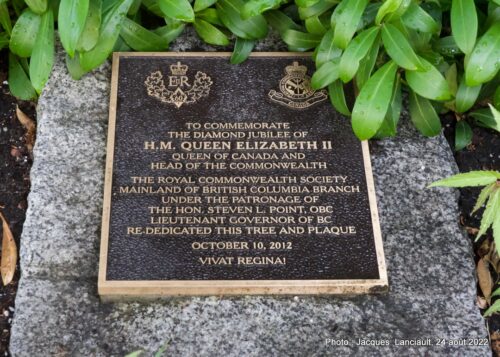 EⅡR
60
TO COMMEMORATE
THE DIAMOND JUBILEE OF
H.M. QUEEN ELIZABETH II
QUEEN OF CANADA AND
HEAD OF THE COMMONWEALTH
THE ROYAL COMMONWEALTH SOCIETY
MAINLAND OF BRITISH COLUMBIA BRANCH
UNDER THE PATRONAGE OF
THE HON. STEVEN L. POINT, OBC
LIEUTENANT GOVERNOR OF BC
RE-DEDICATED THIS TREE AND PLAQUE
OCTOBER 10, 2012
VIVAT REGINA!
Photo : Jacques Lanciault, 24 août 2022